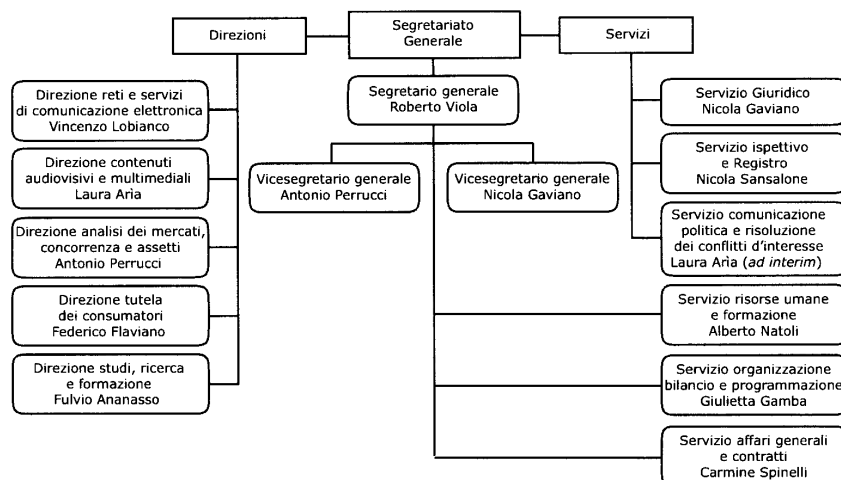 Direzioni
Segretariato
Generale
Servizi
Segretario generale
Roberto Viola
Vicesegretario generale
Antonio Perrucci
Vicesegretario generale
Nicola Gaviano
Direzione reti e servizi
di comunicazione elettronica
Vincenzo Lobianco
Direzione contenuti
audiovisivi e multimediali
Laura Arìa
Direzione analisi dei mercati,
concorrenza e assetti
Antonio Perrucci
Direzione tutela
dei consumatori
Federico Flaviano
Direzione studi, ricerca
e formazione
Fulvio Ananasso
Servizio Giuridico
Nicola Gaviano
Servizio ispettivo
e Registro
Nicola Sansalone
Servizio comunicazione
politica e risoluzione
dei conflitti d'interesse
Laura Arìa (ad interim)
Servizio risorse umane
e formazione
Alberto Natoli
Servizio organizzazione
bilancio e programmazione
Giulietta Gamba
Servizio affari generali
e contratti
Carmine Spinelli